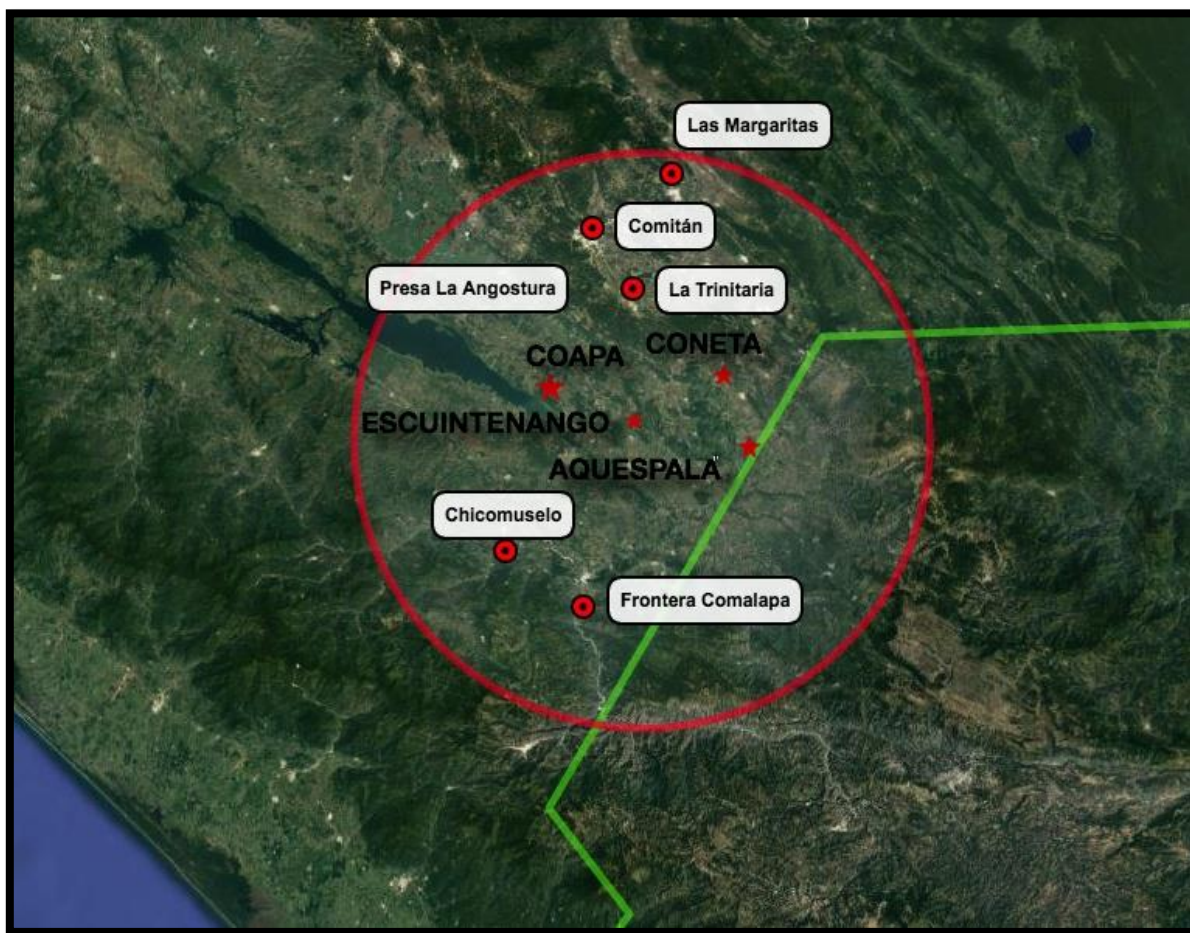 Las Margaritas
Comitán
Presa La Angostura
La Trinitaria
CONETA
COAPA
ESCUINTENANGO
AQUESPALA
Chicomuselo
Frontera Comalapa